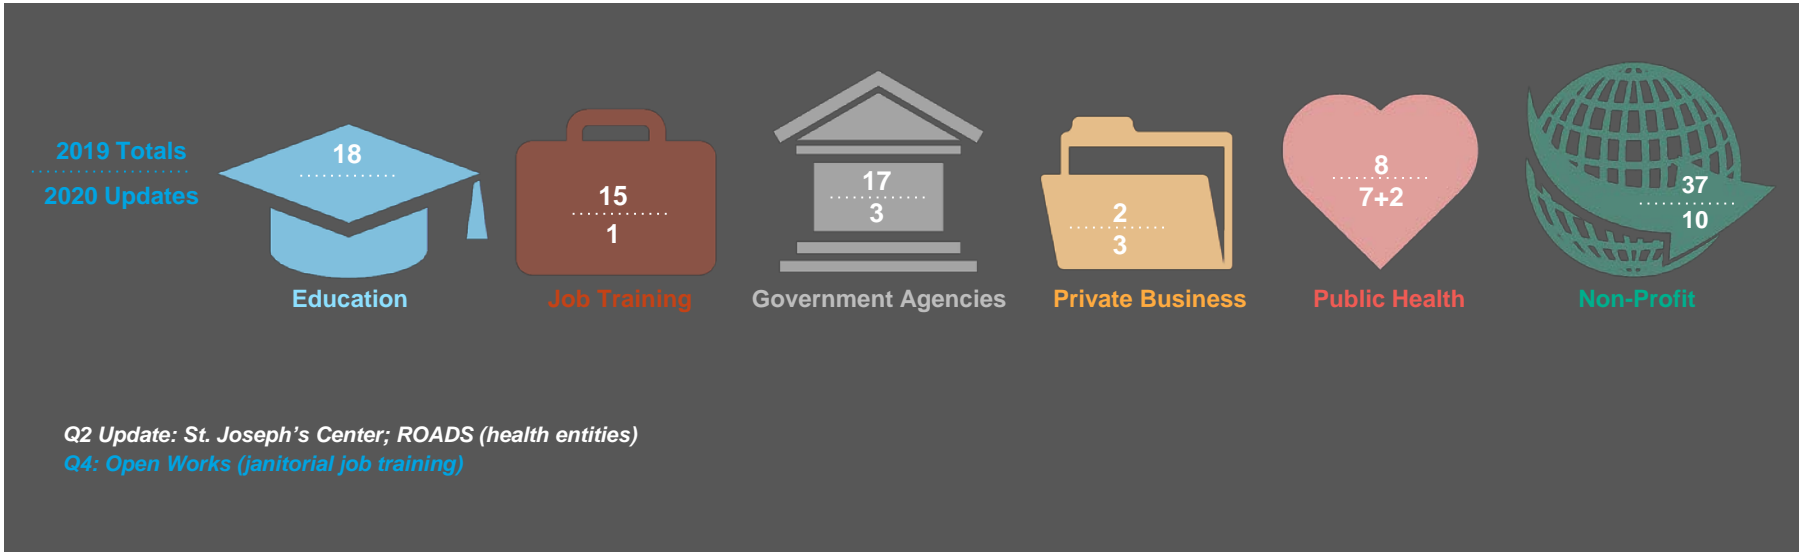 2019 Totals
2020 Updates
18
15
1
17
3
2
3
8
7+2
37
10
Education
Job Training
Government Agencies
Private Business
Public Health
Non-Profit
Q2 Update: St. Joseph’s Center; ROADS (health entities)
Q4: Open Works (janitorial job training)